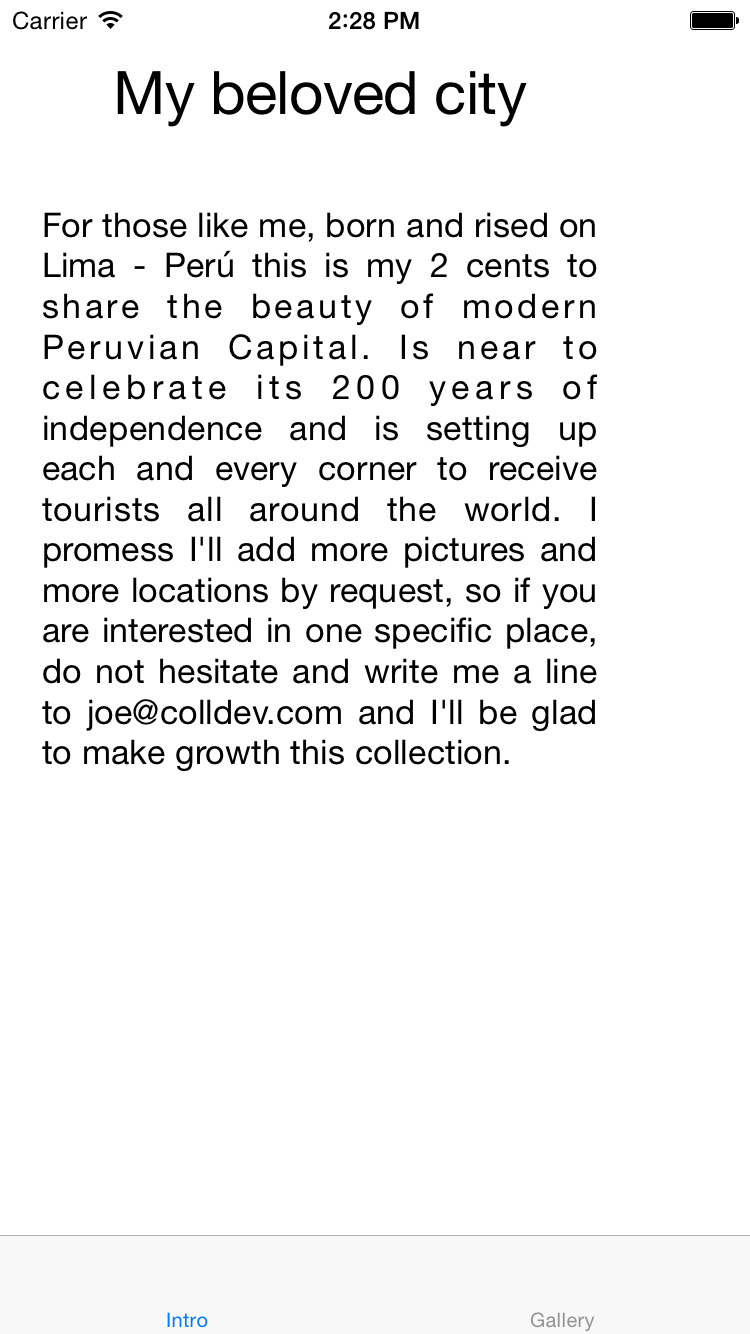 Carrier 2:28 PM
My beloved city
For those like me, born and rised on
Lima - Perú this is my 2 cents to
share the beauty of modern
Peruvian Capital. Is near to
celebrate its 200 years of
independence and is setting up
each and every corner to receive
tourists all around the world. I
promess I'll add more pictures and
more locations by request, so if you
are interested in one specific place,
do not hesitate and write me a line
to joe@colldev.com and I'll be glad
to make growth this collection.
Intro Gallery